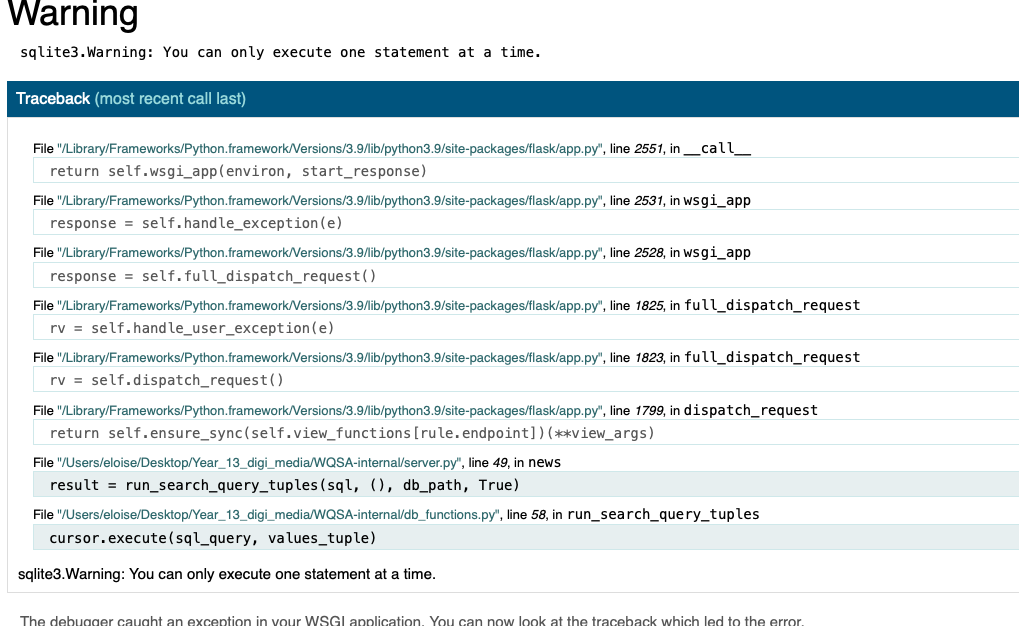 Warning
sqlite3.Warning: You can only execute one statement at a time.
Traceback (most recent call last)
File "/Library/Frameworks/Python.framework/Versions/3.9/lib/python3.9/site-packages/flask/app.py", line 2551, in __call__
return self.wsgi_app(environ, start_response)
File "/Library/Frameworks/Python.framework/Versions/3.9/lib/python3.9/site-packages/flask/app.py", line 2531, in wsgi_app
response = self.handle_exception(e)
File "/Library/Frameworks/Python.framework/Versions/3.9/lib/python3.9/site-packages/flask/app.py", line 2528, in wsgi_app
response = self.full_dispatch_request()
File "/Library/Frameworks/Python.framework/Versions/3.9/lib/python3.9/site-packages/flask/app.py", line 1825, in full_dispatch_request
rv = self.handle_user_exception(e)
File "/Library/Frameworks/Python.framework/Versions/3.9/lib/python3.9/site-packages/flask/app.py", line 1823, in full_dispatch_request
rv = self.dispatch_request()
File "/Library/Frameworks/Python.framework/Versions/3.9/lib/python3.9/site-packages/flask/app.py", line 1799, in dispatch_request
return self.ensure_sync(self.view_functions[rule.endpoint])(**view_args)
File "/Users/eloise/Desktop/Year_13_digi_media/WQSA-internal/server.py", line 49, in news
result = run_search_query_tuples(sql, (), db_path, True)
File "/Users/eloise/Desktop/Year_13_digi_media/WQSA-internal/db_functions.py", line 58, in run_search_query_tuples
cursor.execute(sql_query, values_tuple)
sqlite3.Warning: You can only execute one statement at a time.
The debugger caught an exception in your WSGI application. You can now look at the traceback which led to the error.